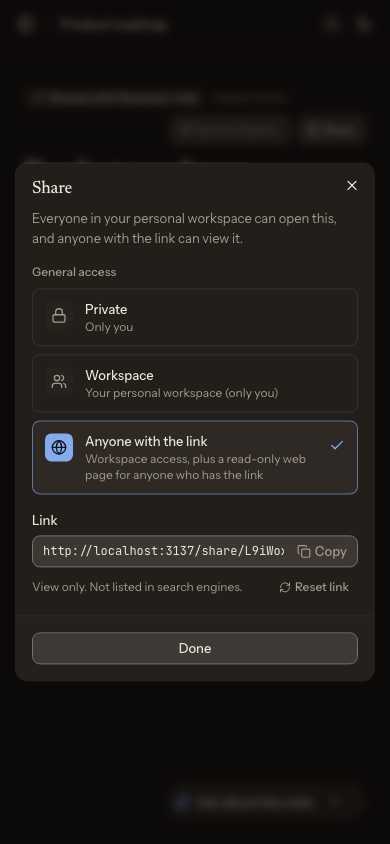 Product roadmap
Share
Everyone in your personal workspace can open this,
and anyone with the link can view it.
General access
Private
Only you
Workspace
Your personal workspace (only you)
Anyone with the link
Workspace access, plus a read-only web
page for anyone who has the link
Link
http://localhost:3137/share/L9iWo
Copy
View only. Not listed in search engines.
Reset link
Done